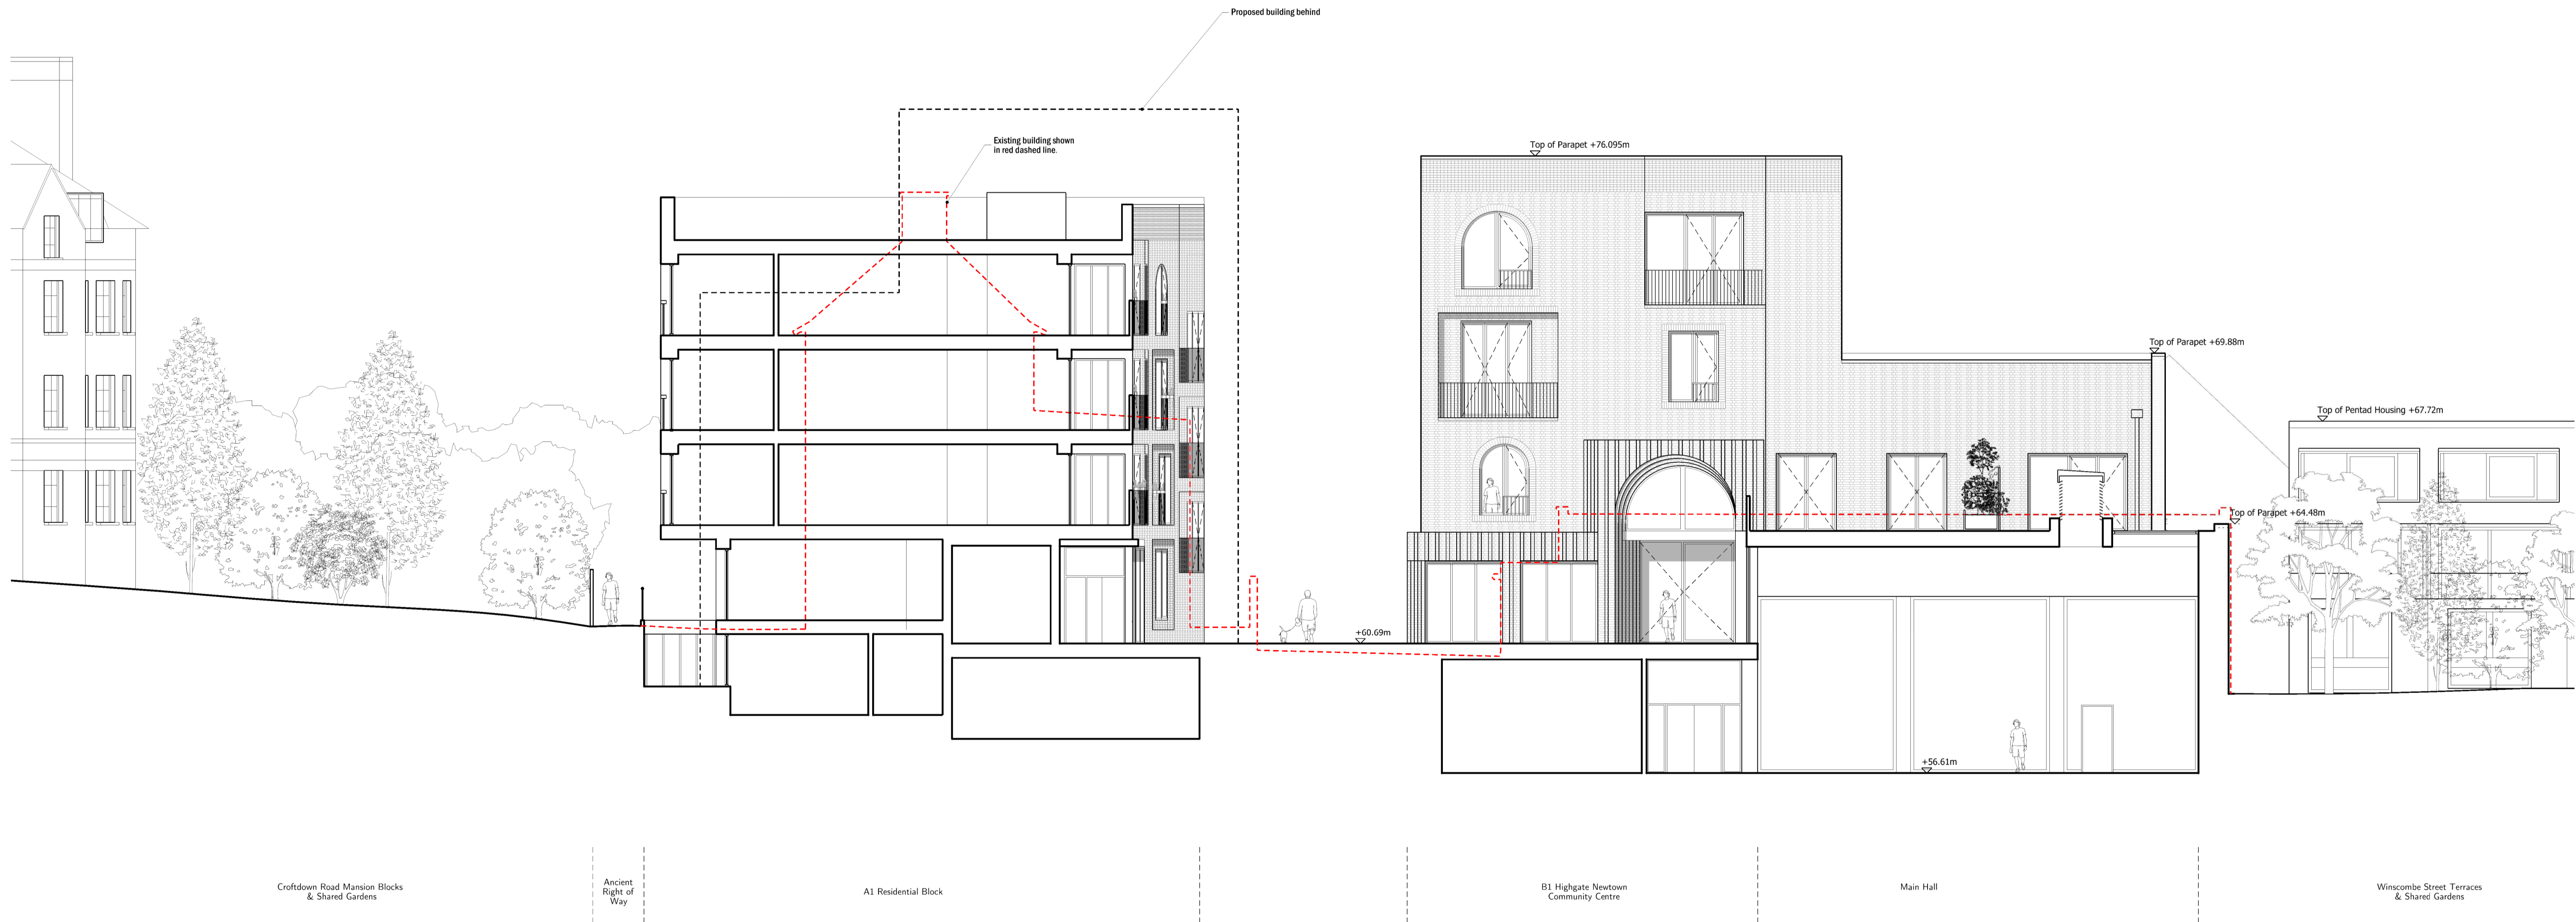 Proposed building behind
Existing building shown
in red dashed line.
Top of Parapet +76.095m
Top of Parapet +69.88m
Top of Pentad Housing +67.72m
Top of Parapet +64.48m
+60.69m
+56.61m
Croftdown Road Mansion Blocks
& Shared Gardens
Ancient
Right of
Way
A1 Residential Block
B1 Highgate Newtown
Community Centre
Main Hall
Winscombe Street Terraces
& Shared Gardens